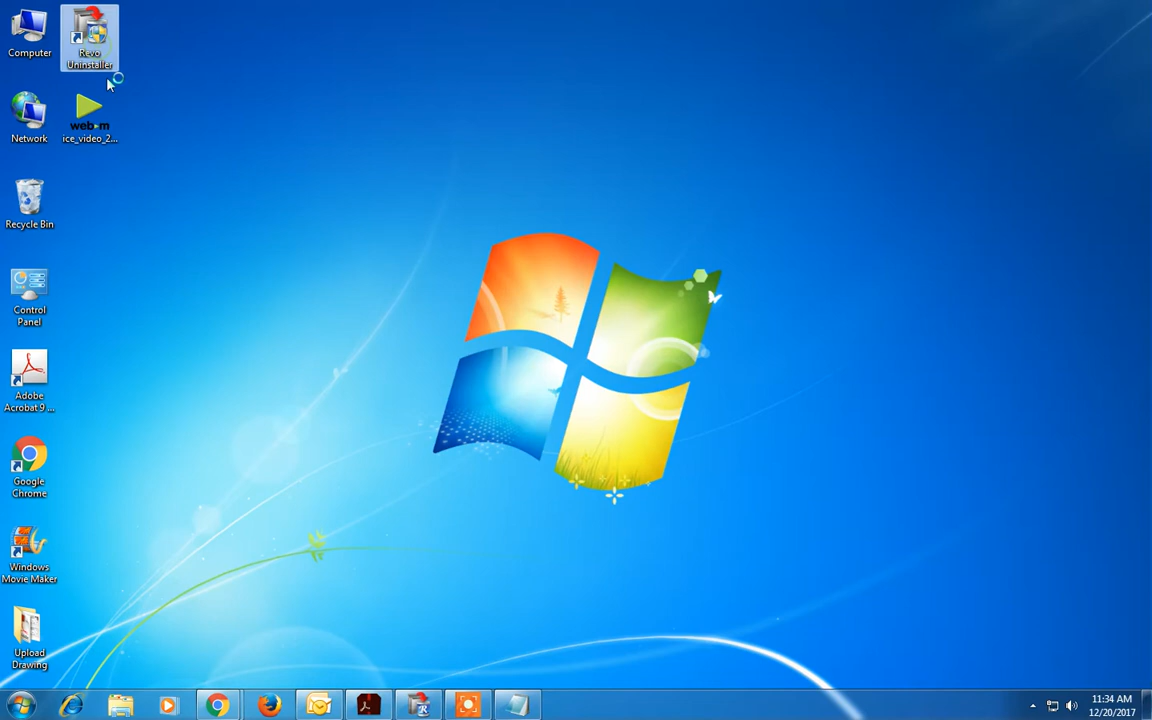 Computer
Revo
Uninstaller
Network
web m
ice_video_2...
Recycle Bin
Control
Panel
Adobe
Acrobat 9 ...
Google
Chrome
Windows
Movie Maker
Upload
Drawing
11:34 AM
12/20/2017